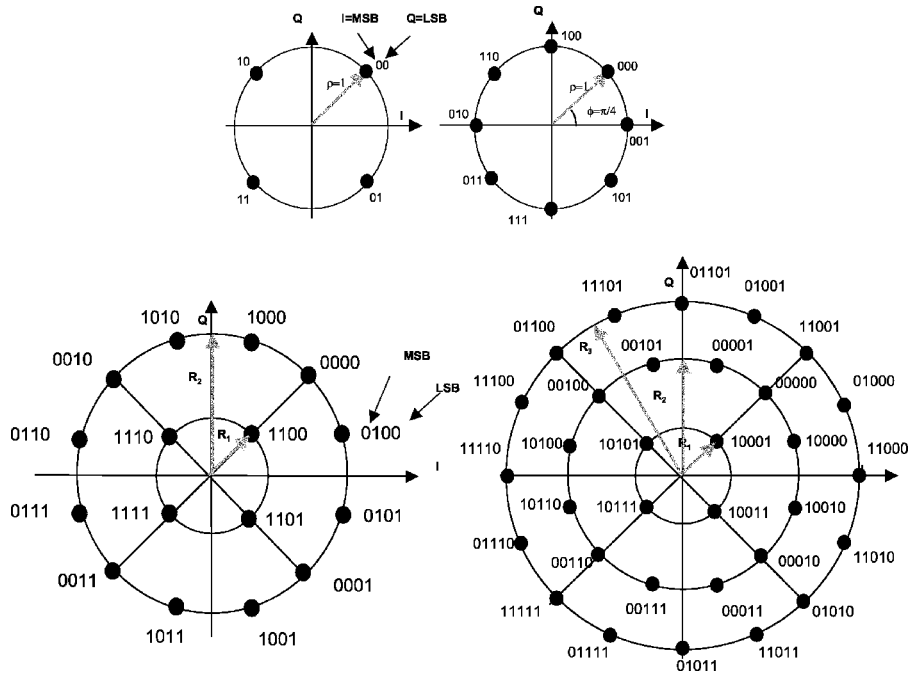 I=MSB Q=LSB
Q
10 00
ρ=1
I
11 01
Q
100
110 000
ρ=1
010 ϕ=π/4 I
001
011 101
111
1010 Q 1000
0010 0000
MSB
R2 LSB
0110 1110 R1 1100 0100
I
0111 1111 1101 0101
0011 0001
1011 1001
01101
11101 Q 01001
01100 11001
R3
00101 00001
11100 00100 R2 00000 01000
11110 10100 10101 R1 10001 10000 11000
I
10110 10111 10011 10010
01110 00110 00010 11010
11111 00111 00011 01010
01111 01011 11011